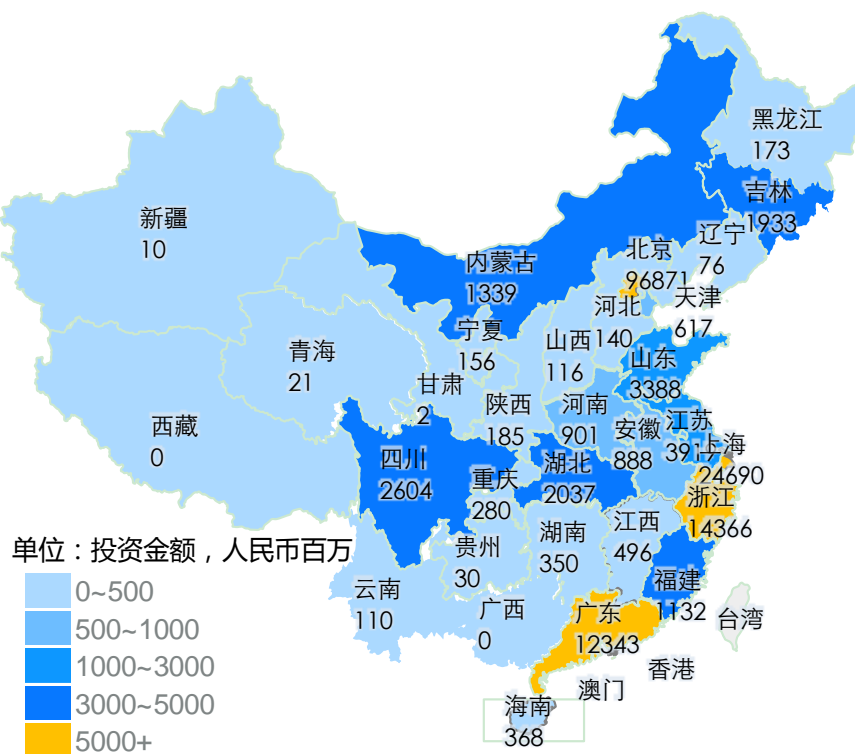 黑龙江
173
吉林
1933
新疆
10
辽宁
76
北京
96871
内蒙古
1339
天津
617
河北
140
宁夏
156
山西
116
青海
21
山东
3388
甘肃
2
陕西
185
河南
901
江苏
3917
西藏
0
安徽
888
上海
24690
四川
2604
湖北
2037
重庆
280
浙江
14366
江西
496
湖南
350
贵州
30
单位：投资金额，人民币百万
0~500
500~1000
1000~3000
3000~5000
5000+
云南
110
福建
1132
广西
0
广东
12343
台湾
香港
澳门
海南
368